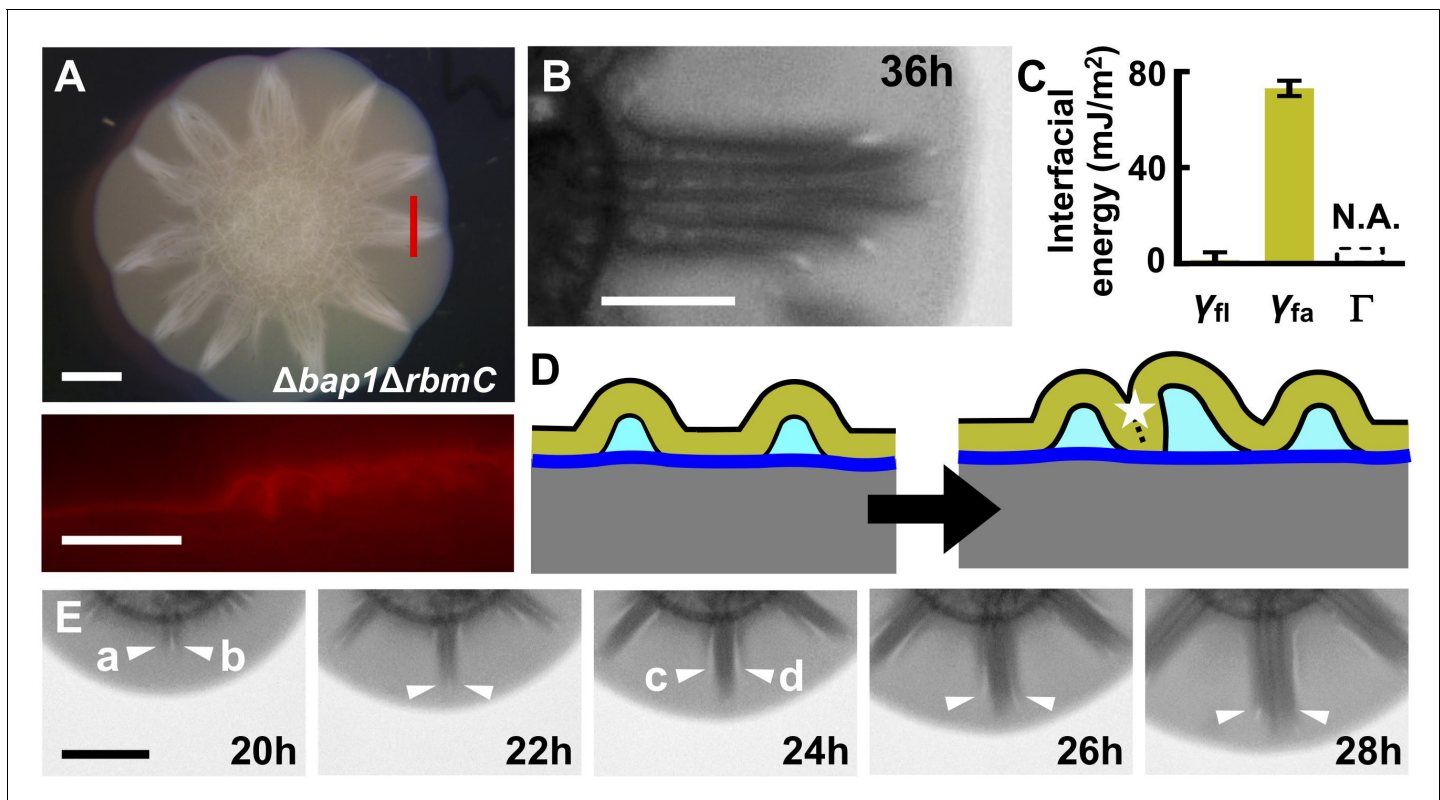 A
Δbap1ΔrbmC
B
36h
C
Interfacial
energy (mJ/m²)
80
40
0
N.A.
γfl
γfa
Γ
D
E
a
b
20h
22h
c
d
24h
26h
28h